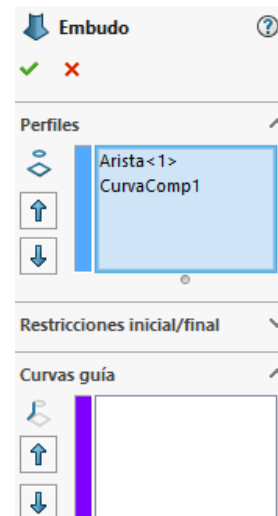 Embudo
Perfiles
Arista<1>
CurvaComp1
Restricciones inicial/final
Curvas guía